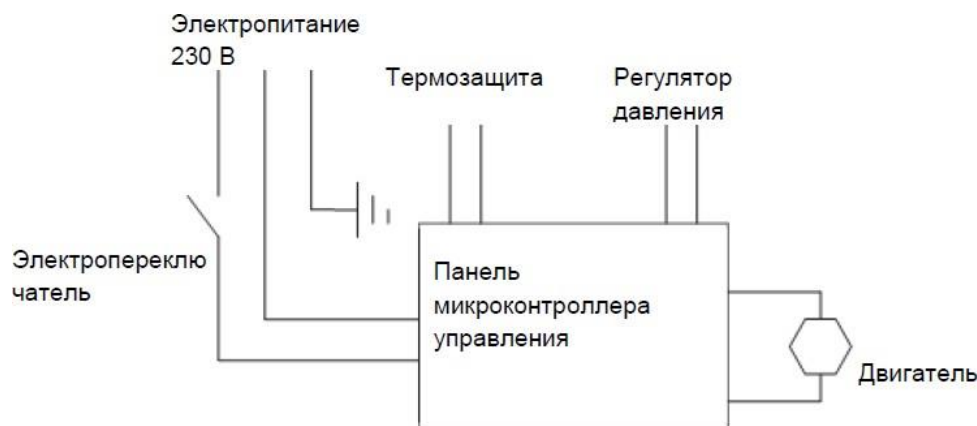 Электропитание
230 В
Термозащита
Регулятор
давления
Электропереклю
чатель
Панель
микроконтроллера
управления
Двигатель